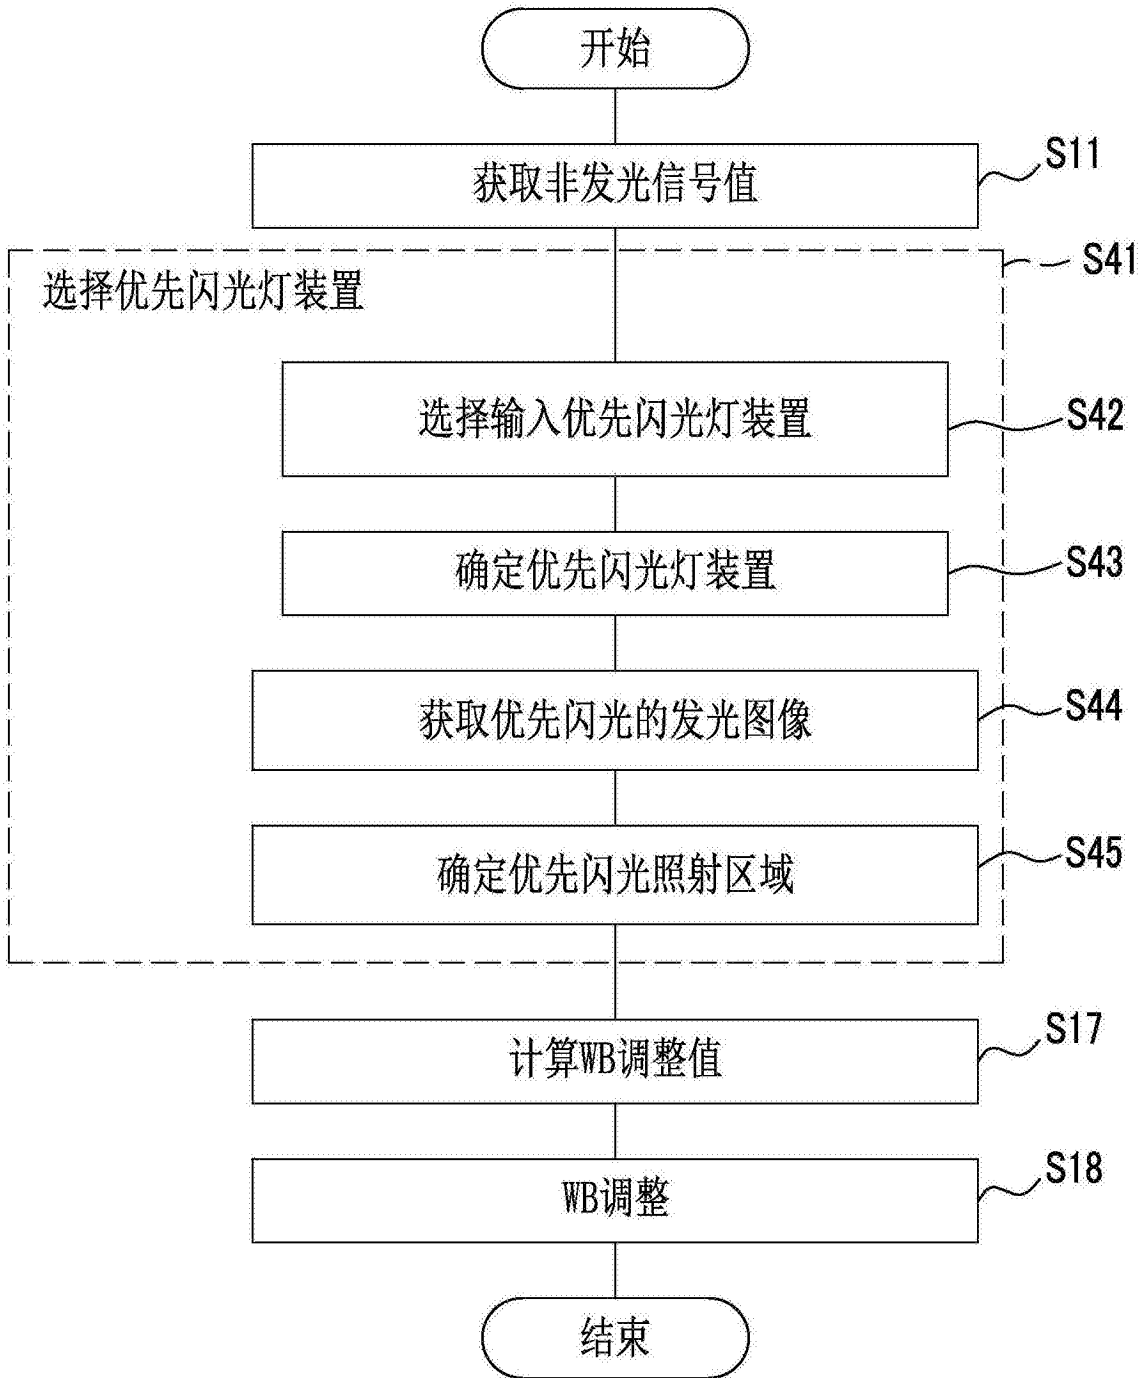 开始
获取非发光信号值
S11
S41
选择优先闪光灯装置
选择输入优先闪光灯装置
S42
确定优先闪光灯装置
S43
获取优先闪光的发光图像
S44
确定优先闪光照射区域
S45
计算WB调整值
S17
WB调整
S18
结束